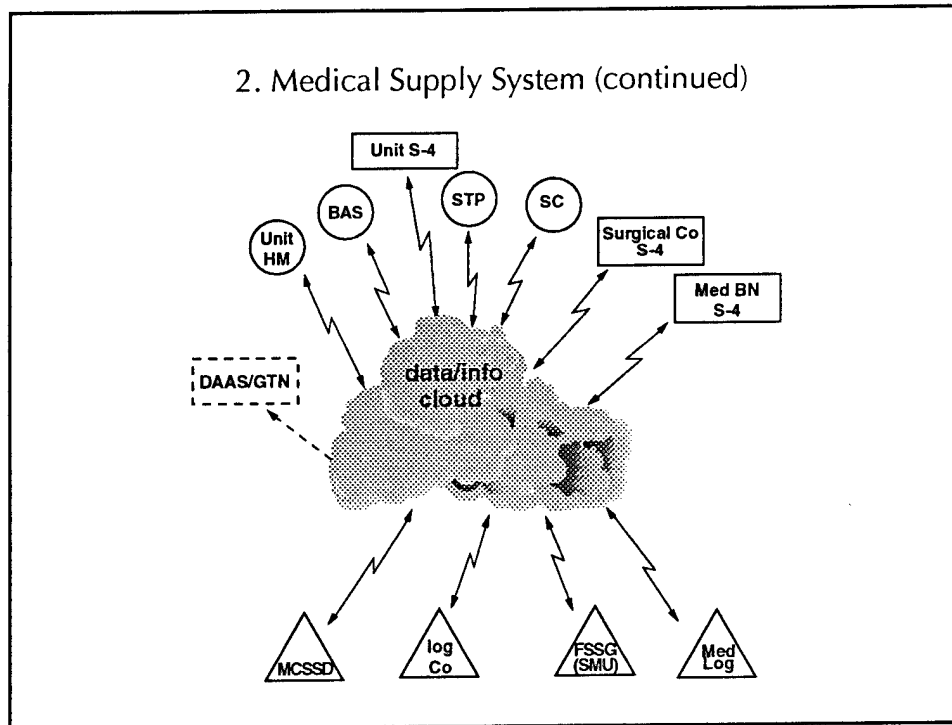 2. Medical Supply System (continued)
Unit S-4
BAS
STP
SC
Unit
HM
Surgical Co
S-4
Med BN
S-4
DAAS/GTN
data/info
cloud
MCSSD
log
Co
FSSG
(SMU)
Med
Log